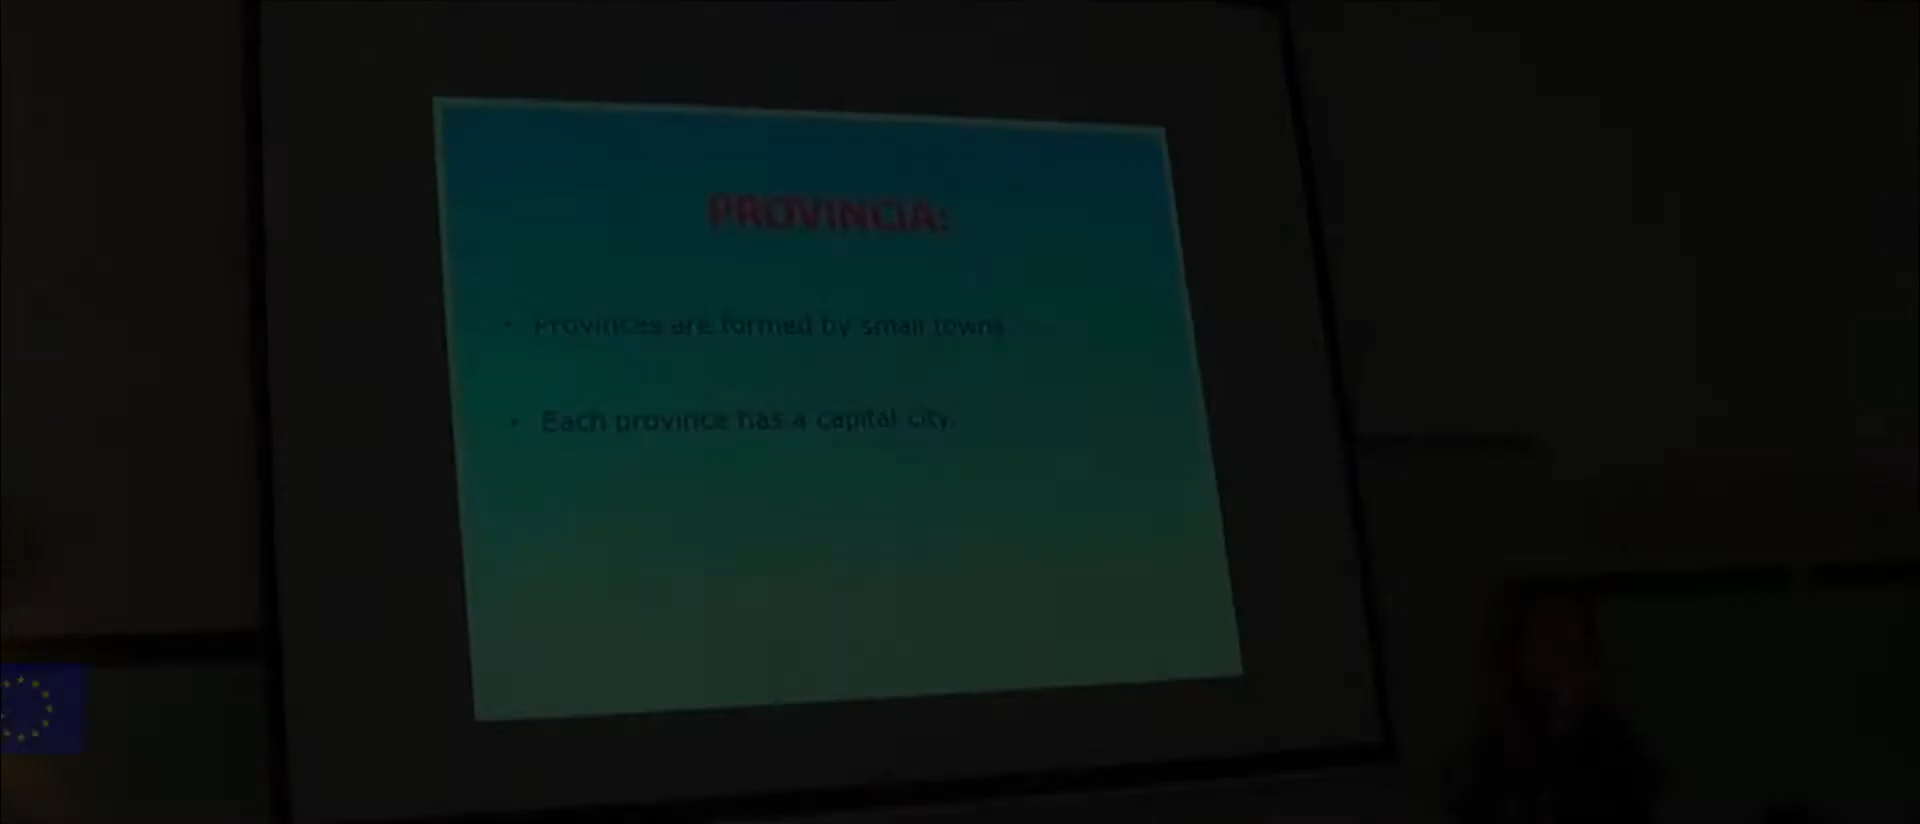 PROVINCIA:
• Provinces are formed by small towns
• Each province has a capital city.